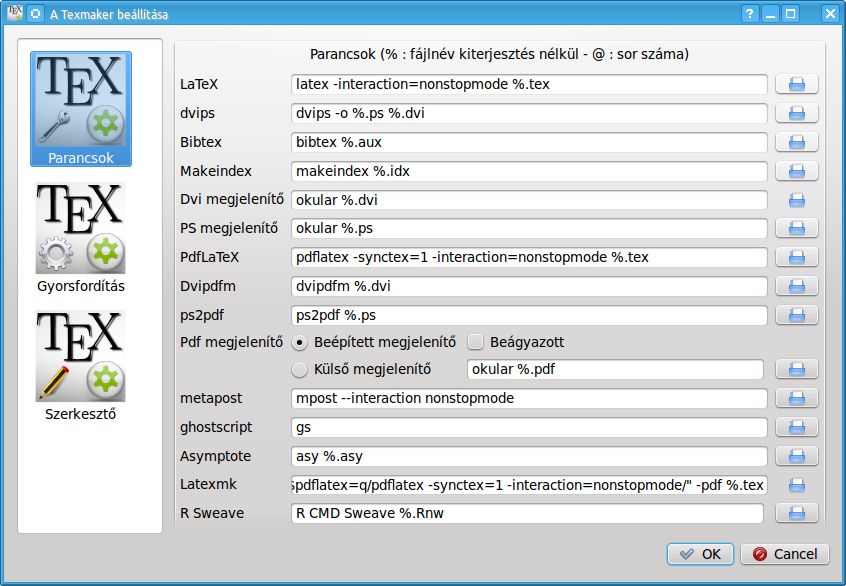 A Texmaker beállítása
TEX
Parancsok
TEX
Gyorsfordítás
TEX
Szerkesztő
Parancsok (% : fájlnév kiterjesztés nélkül - @ : sor száma)
LaTeX latex -interaction=nonstopmode %.tex
dvips dvips -o %.ps %.dvi
Bibtex bibtex %.aux
Makeindex makeindex %.idx
Dvi megjelenítő okular %.dvi
PS megjelenítő okular %.ps
PdfLaTeX pdflatex -synctex=1 -interaction=nonstopmode %.tex
Dvipdfm dvipdfm %.dvi
ps2pdf ps2pdf %.ps
Pdf megjelenítő Beépített megjelenítő Beágyazott
Külső megjelenítő okular %.pdf
metapost mpost --interaction nonstopmode
ghostscript gs
Asymptote asy %.asy
Latexmk $pdflatex=q/pdflatex -synctex=1 -interaction=nonstopmode/" -pdf %.tex
R Sweave R CMD Sweave %.Rnw
OK Cancel